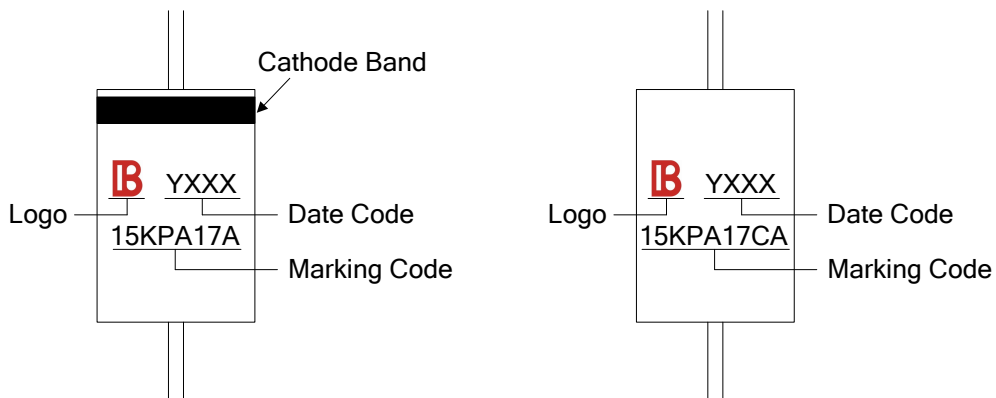 Cathode Band
B YXXX
Logo
Date Code
15KPA17A
Marking Code
B YXXX
Logo
Date Code
15KPA17CA
Marking Code